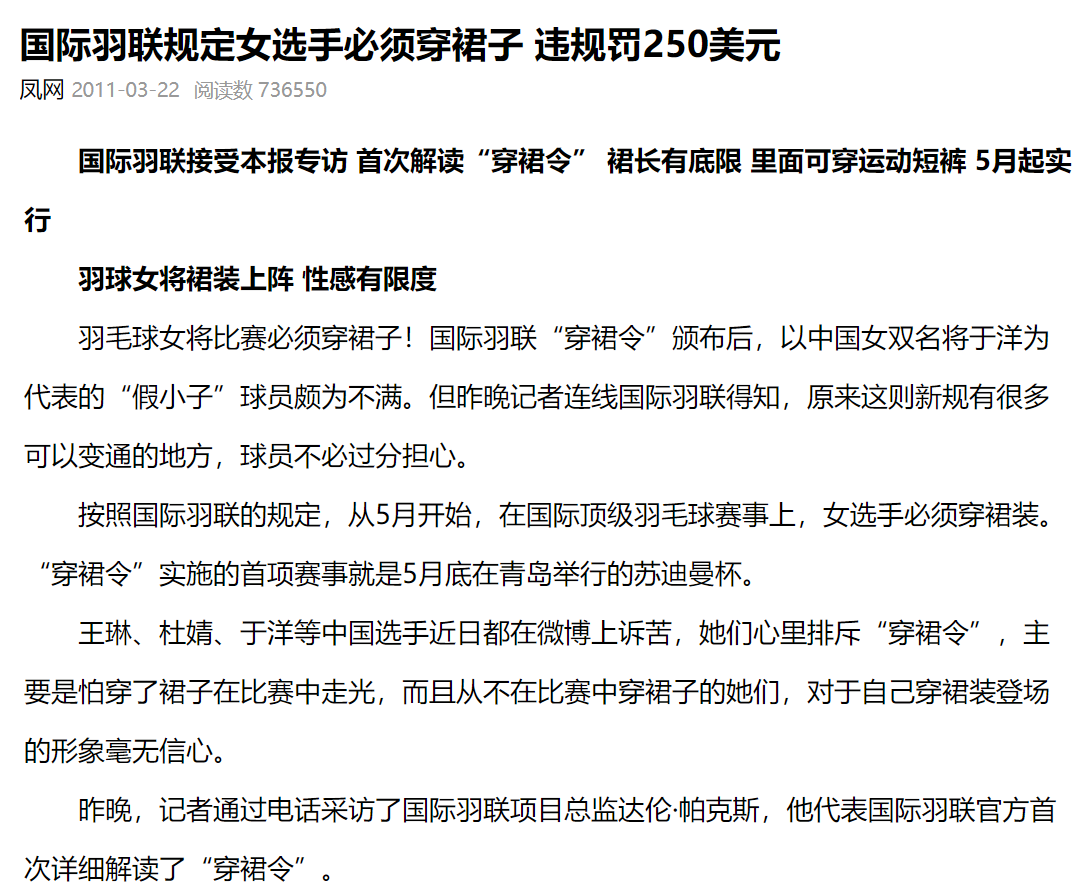 国际羽联规定女选手必须穿裙子 违规罚250美元
凤网 2011-03-22 阅读数 736550
国际羽联接受本报专访 首次解读“穿裙令” 裙长有底限 里面可穿运动短裤 5月起实
行
羽球女将裙装上阵 性感有限度
羽毛球女将比赛必须穿裙子！国际羽联“穿裙令”颁布后，以中国女双名将于洋为
代表的“假小子”球员颇为不满。但昨晚记者连线国际羽联得知，原来这则新规有很多
可以变通的地方，球员不必过分担心。
按照国际羽联的规定，从5月开始，在国际顶级羽毛球赛事上，女选手必须穿裙装。
“穿裙令”实施的首项赛事就是5月底在青岛举行的苏迪曼杯。
王琳、杜婧、于洋等中国选手近日都在微博上诉苦，她们心里排斥“穿裙令”，主
要是怕穿了裙子在比赛中走光，而且从不在比赛中穿裙子的她们，对于自己穿裙装登场
的形象毫无信心。
昨晚，记者通过电话采访了国际羽联项目总监达伦·帕克斯，他代表国际羽联官方首
次详细解读了“穿裙令”。